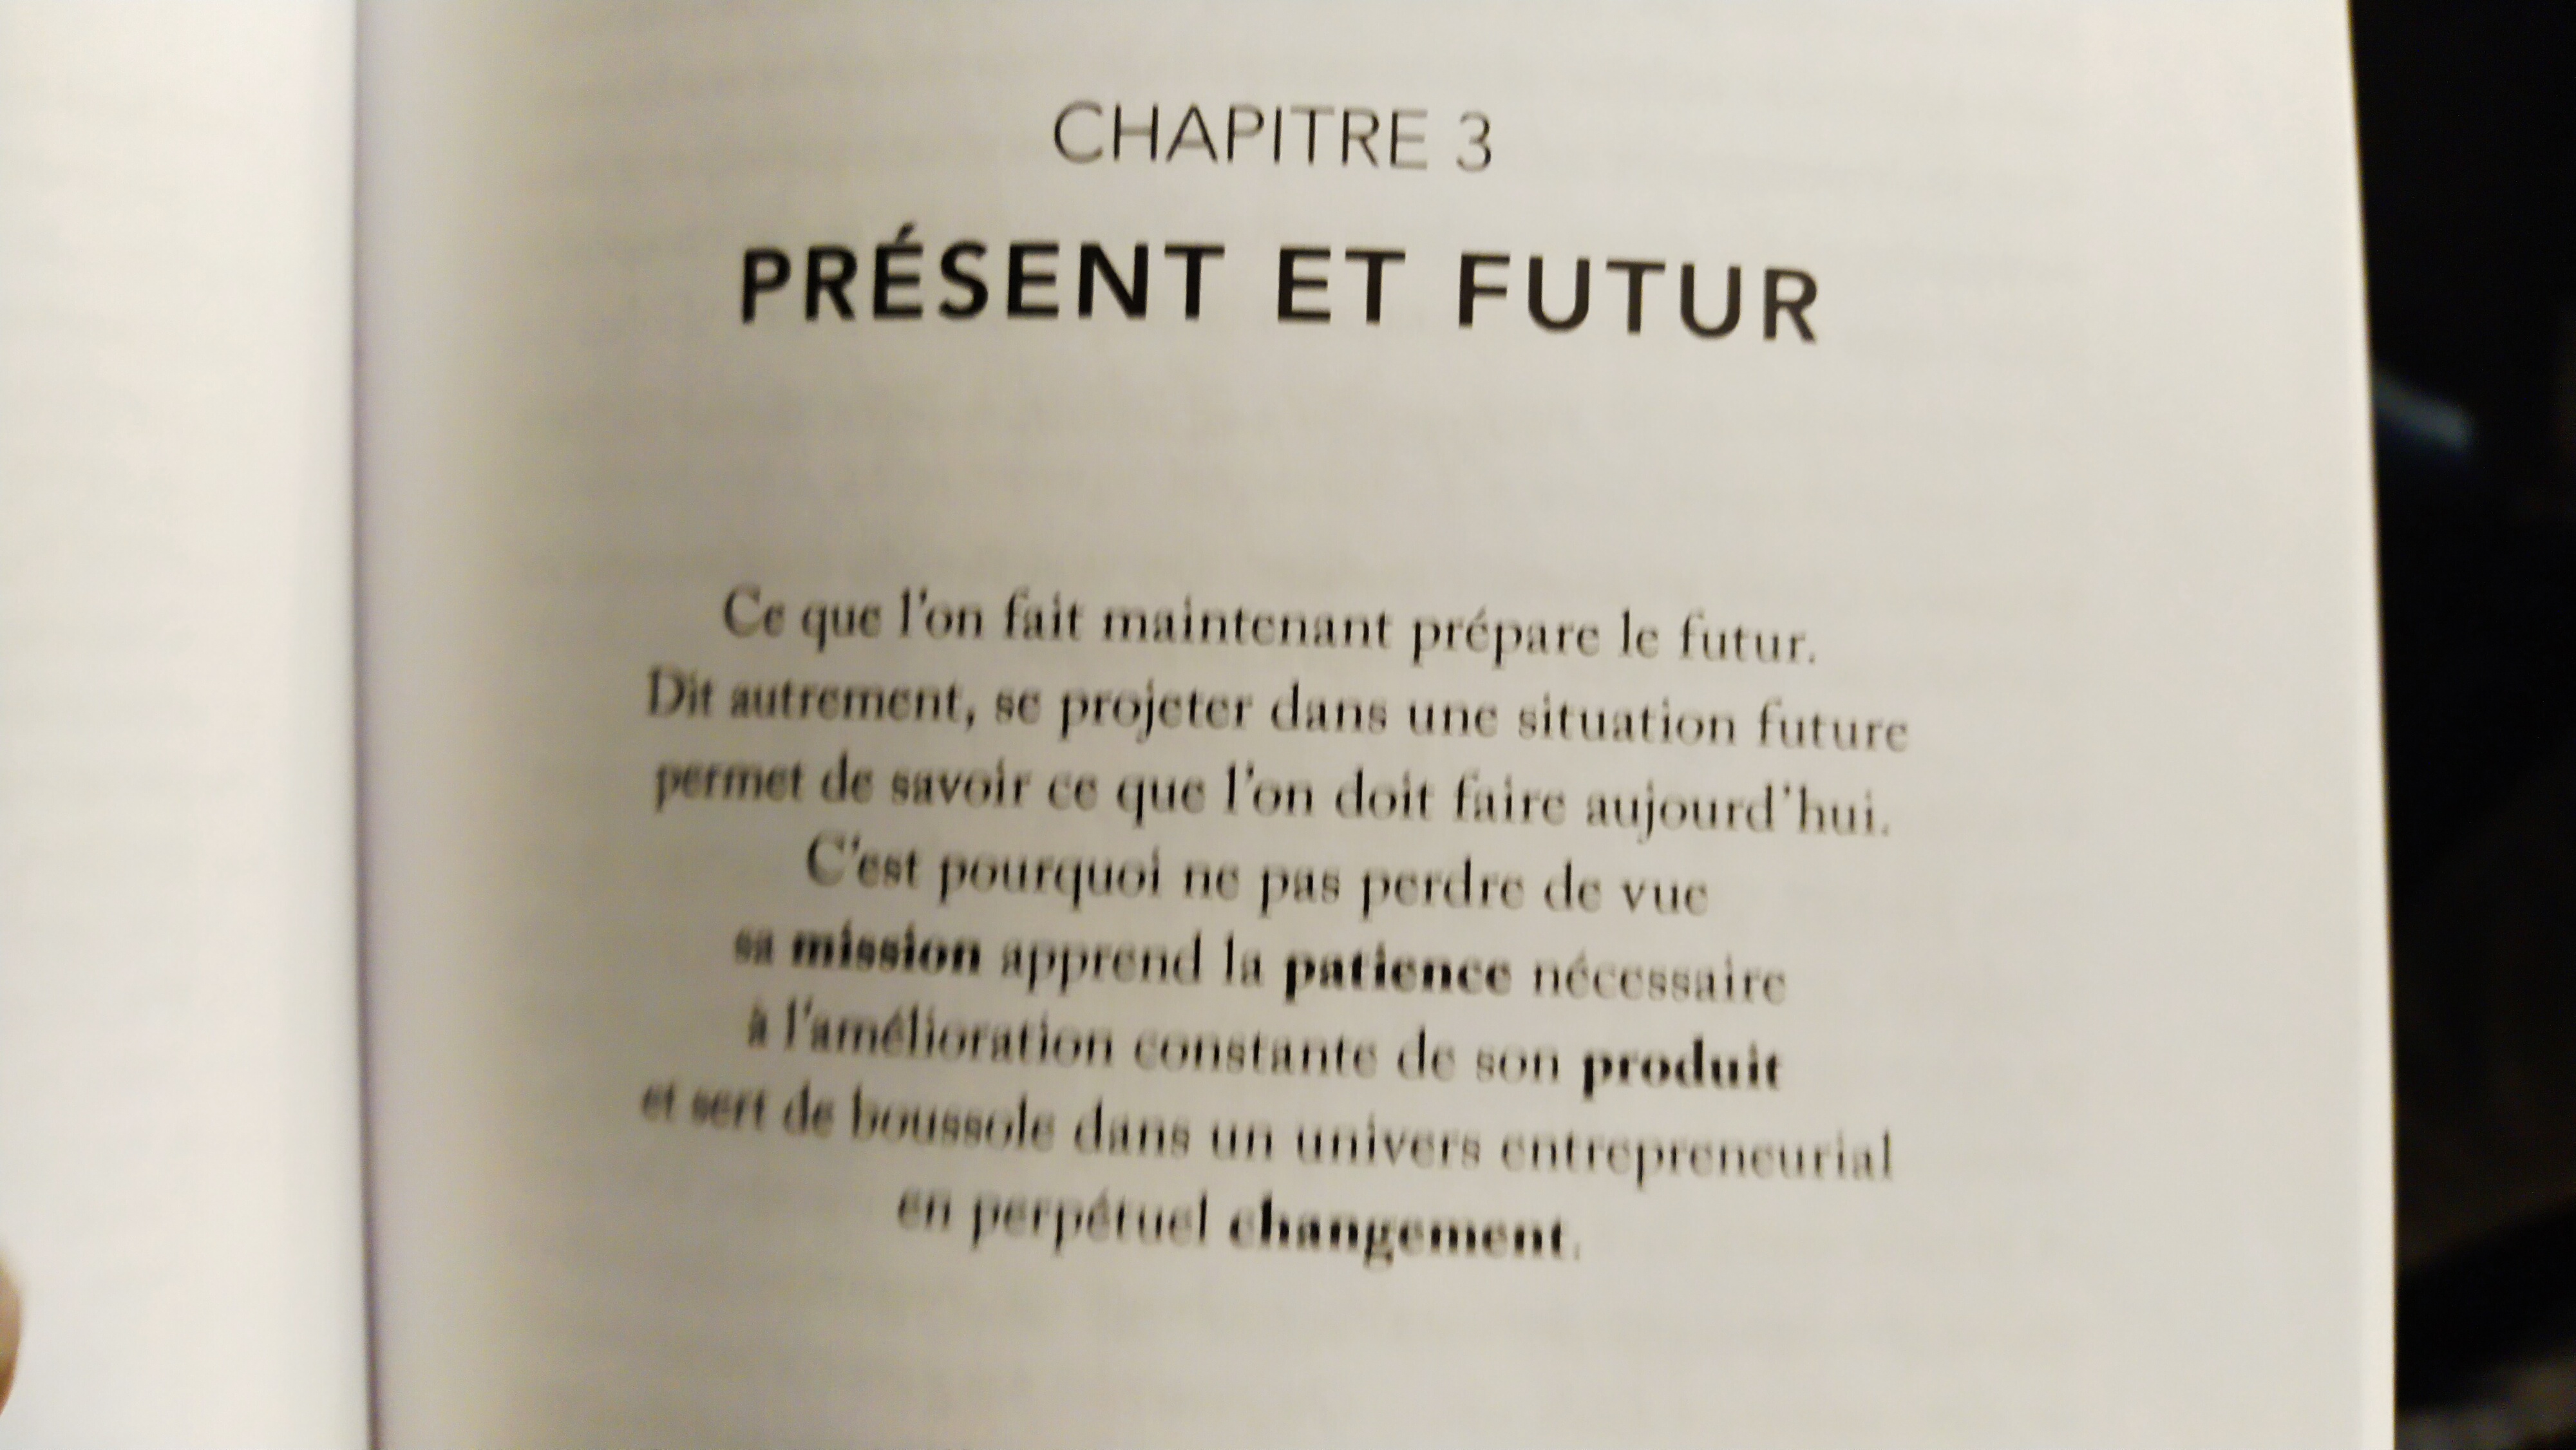 CHAPITRE 3
PRÉSENT ET FUTUR
Ce que l'on fait maintenant prépare le futur.
Dit autrement, se projeter dans une situation future
permet de savoir ce que l'on doit faire aujourd'hui.
C'est pourquoi ne pas perdre de vue
sa mission apprend la patience nécessaire
à l'amélioration constante de son produit
et sert de boussole dans un univers entrepreneurial
en perpétuel changement.